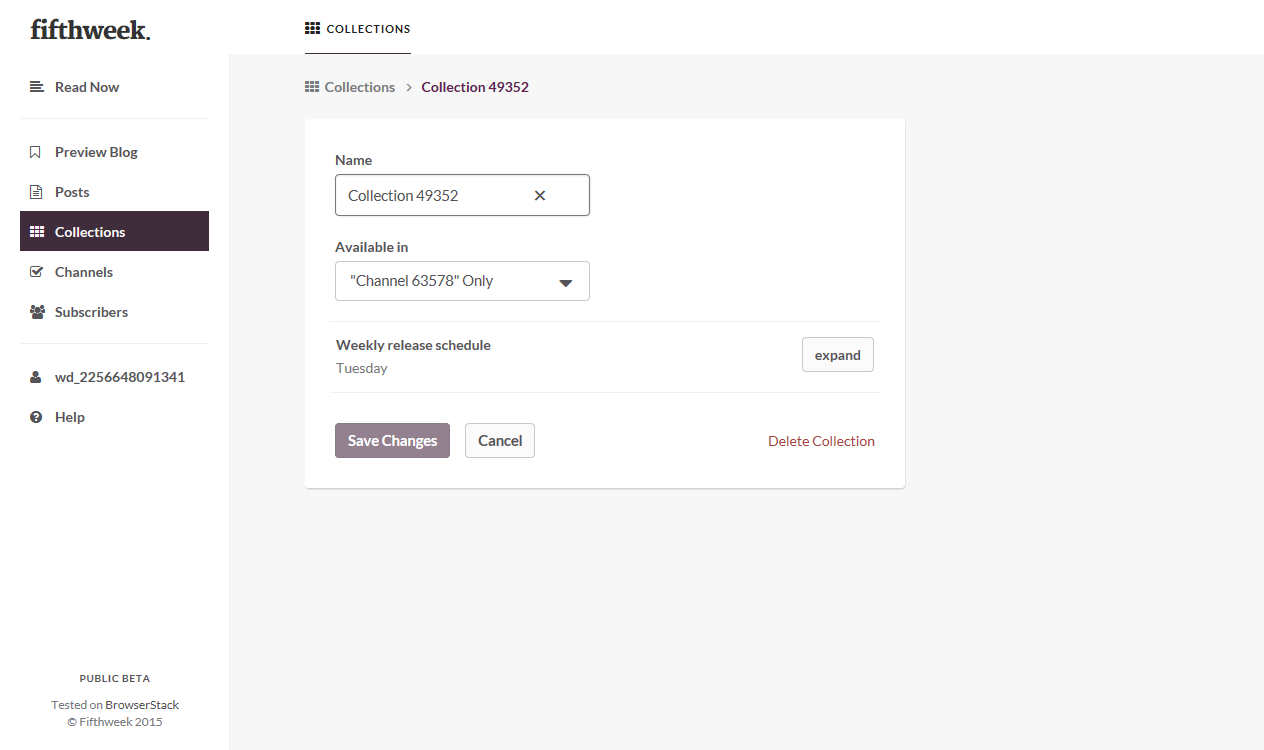 fifthweek.
COLLECTIONS
Read Now
Collections > Collection 49352
Preview Blog
Posts
Collections
Channels
Subscribers
wd_2256648091341
Help
Name
Collection 49352
Available in
"Channel 63578" Only
Weekly release schedule
Tuesday
expand
Save Changes
Cancel
Delete Collection
PUBLIC BETA
Tested on BrowserStack
© Fifthweek 2015